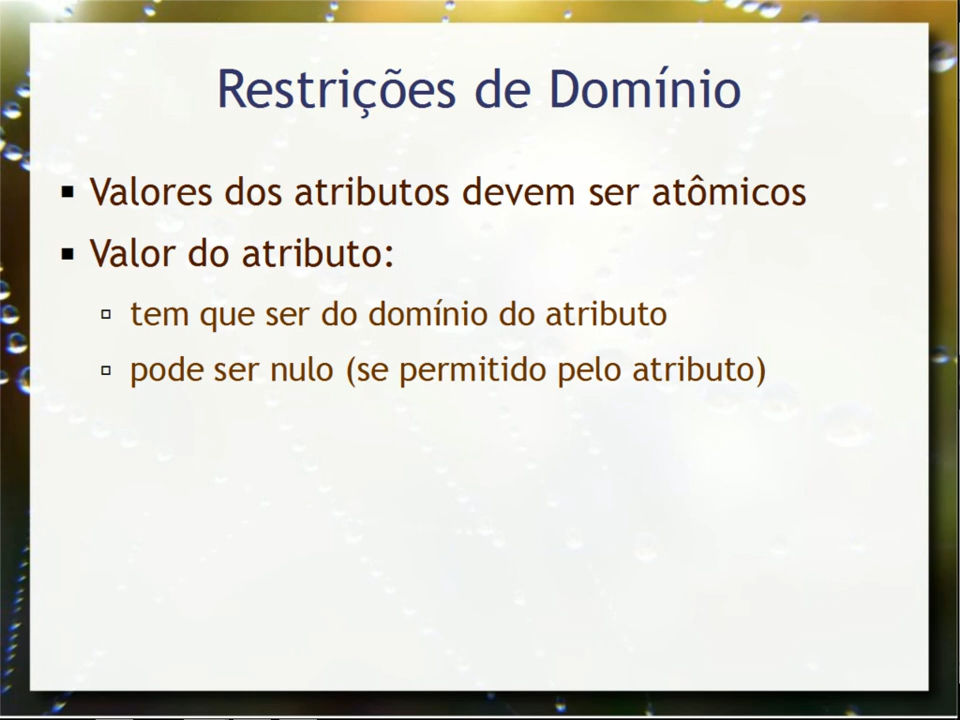 Restrições de Domínio
Valores dos atributos devem ser atômicos
Valor do atributo:
tem que ser do domínio do atributo
pode ser nulo (se permitido pelo atributo)